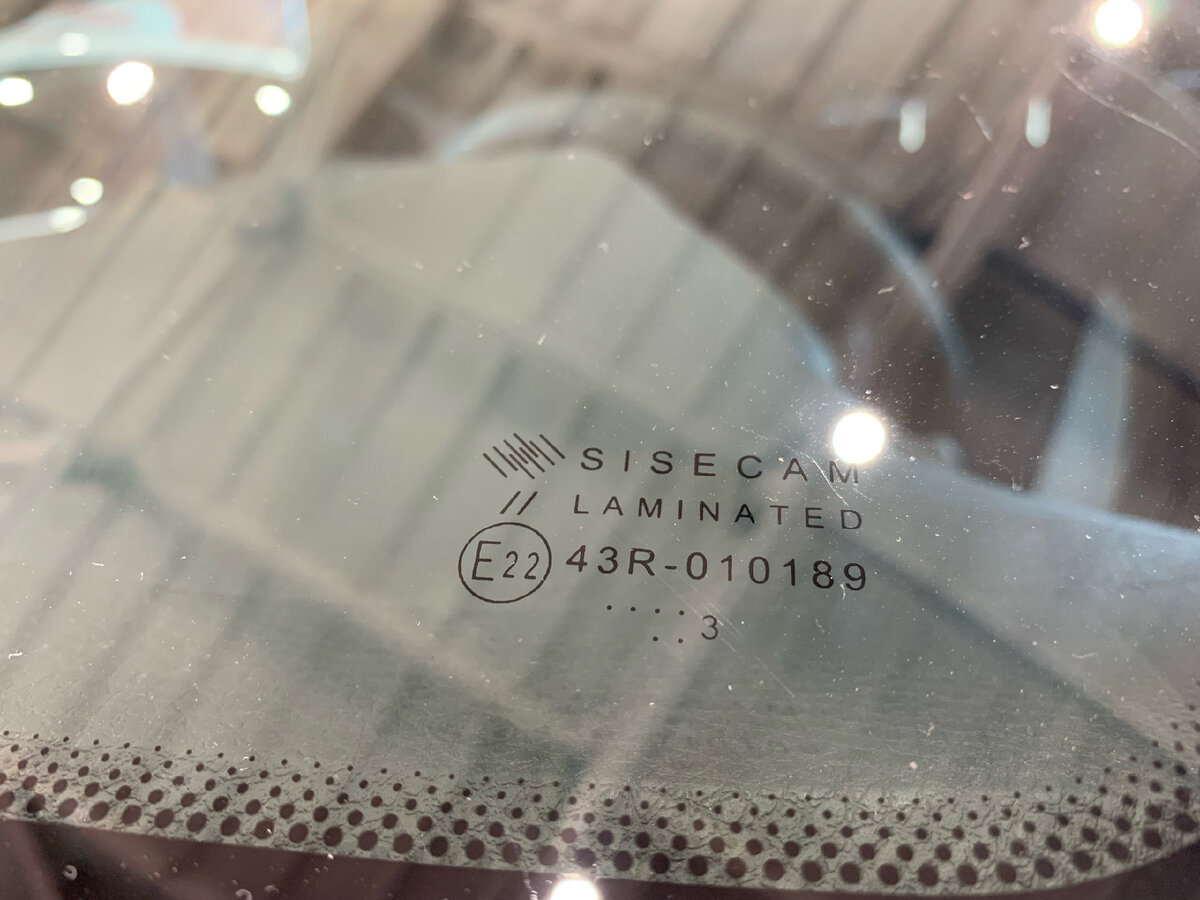 SISECAM
// LAMINATED
E22 43R-010189
....
..3